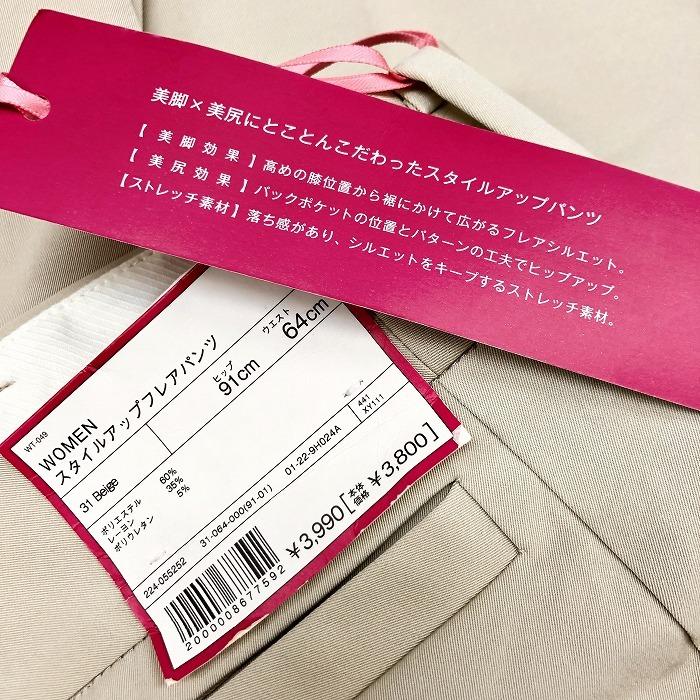 美脚×美尻にとことんこだわったスタイルアップパンツ
【 美 脚 効 果 】高めの膝位置から裾にかけて広がるフレアシルエット。
【 美 尻 効 果 】バックポケットの位置とパターンの工夫でヒップアップ。
【ストレッチ素材】落ち感があり、シルエットをキープするストレッチ素材。
WT-049
WOMEN
スタイルアップフレアパンツ
ヒップ
91cm
ウエスト
64cm
31 Beige
ポリエステル 60%
レーヨン 35%
ポリウレタン 5%
01-22-9H024A
441
XY111
224-055252
31-064-000(91-01)
¥3,990[本体価格 ¥3,800]
2000008677592